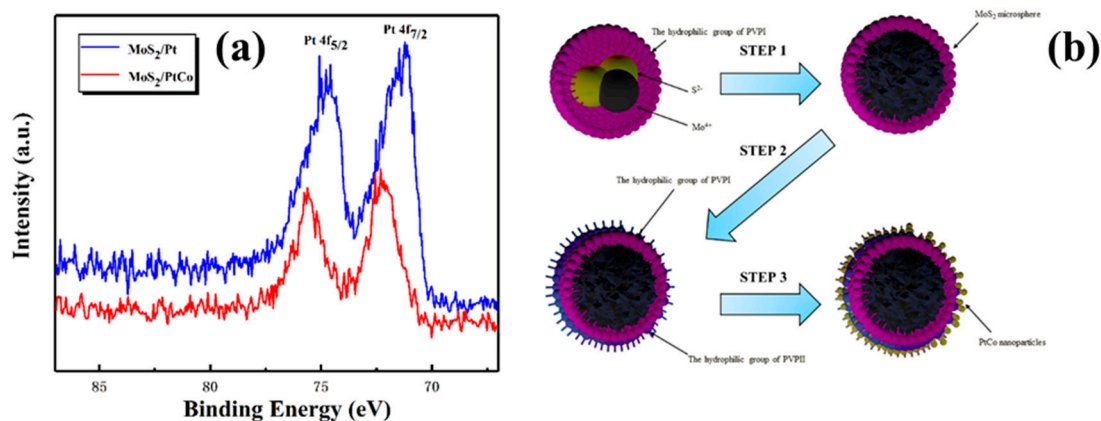 MoS2/Pt
MoS2/PtCo
(a)
Pt 4f5/2
Pt 4f7/2
Intensity (a.u.)
85
80
75
70
Binding Energy (eV)
(b)
The hydrophilic group of PVPI
S2-
Mo4+
STEP 1
MoS2 microsphere
STEP 2
The hydrophilic group of PVPI
The hydrophilic group of PVPII
STEP 3
PtCo nanoparticles